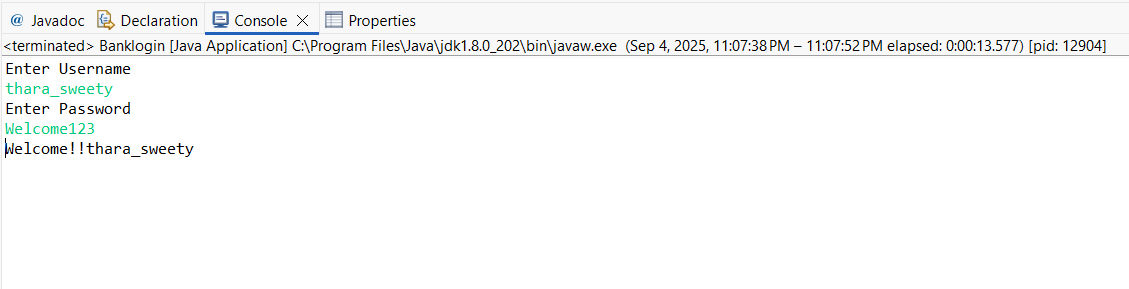 @ Javadoc Declaration Console Properties
<terminated> Banklogin [Java Application] C:\Program Files\Java\jdk1.8.0_202\bin\javaw.exe (Sep 4, 2025, 11:07:38 PM – 11:07:52 PM elapsed: 0:00:13.577) [pid: 12904]
Enter Username
thara_sweety
Enter Password
Welcome123
Welcome!!thara_sweety